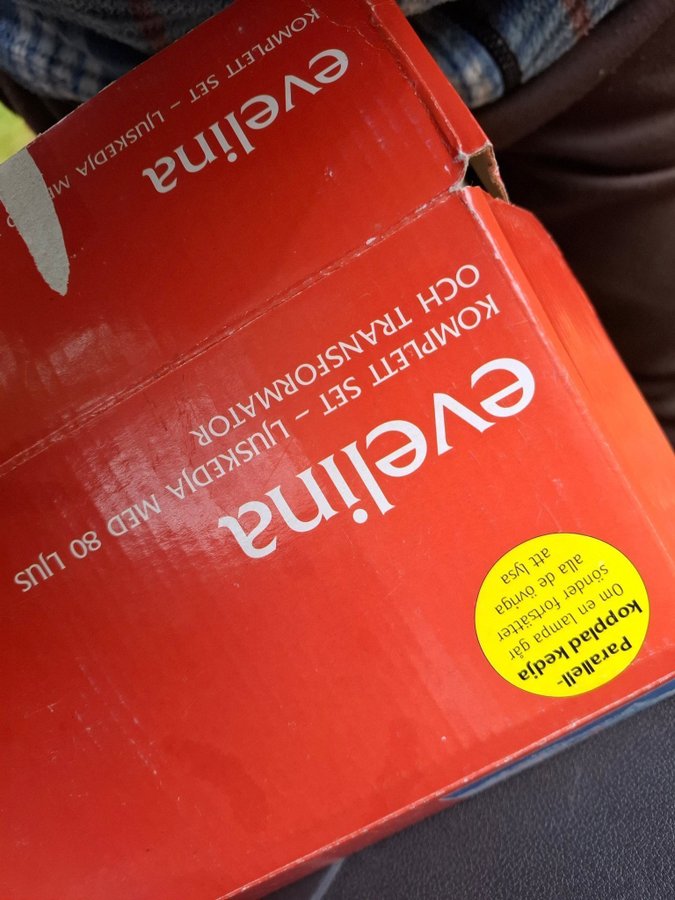 evelina
KOMPLETT SET – LJUSKEDJA MED 80 LJUS
OCH TRANSFORMATOR
Parallell-
kopplad kedja
Om en lampa går
sönder fortsätter
alla de övriga
att lysa
evelina
KOMPLETT SET – LJUSKEDJA